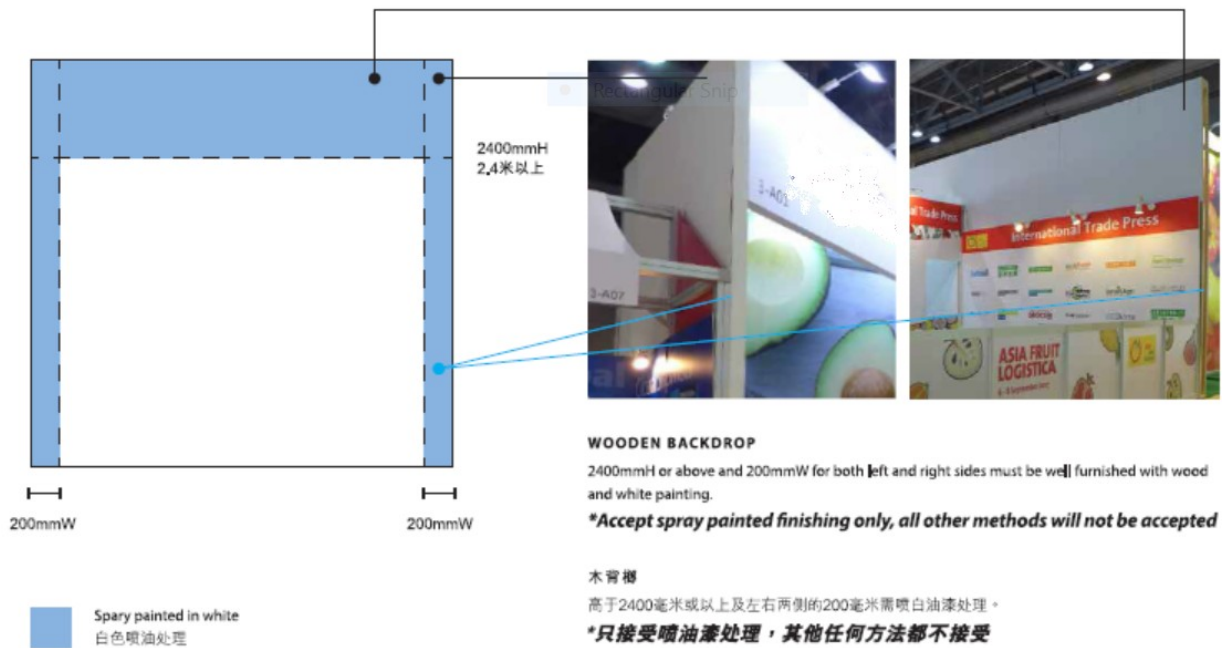 Rectangular Snip
2400mmH
2.4米以上
3-A01
3-A07
al Trade Press
International Trade Press
ASIA FRUIT
LOGISTICA
200mmW
200mmW
WOODEN BACKDROP
2400mmH or above and 200mmW for both left and right sides must be well furnished with wood
and white painting.
*Accept spray painted finishing only, all other methods will not be accepted
木背櫛
高于2400毫米或以上及左右两侧的200毫米需喷白油漆处理。
*只接受噴油漆处理，其他任何方法都不接受
Spary painted in white
白色喷油处理